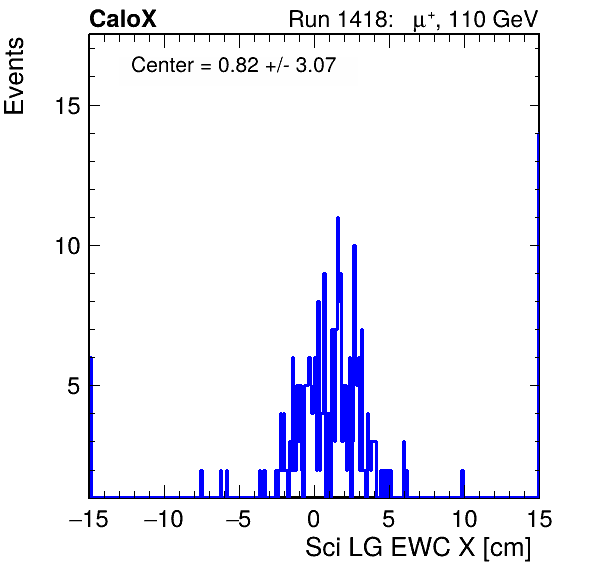 CaloX Run 1418: μ⁺, 110 GeV
Center = 0.82 +/- 3.07
Events
15
10
5
−15 −10 −5 0 5 10 15
Sci LG EWC X [cm]